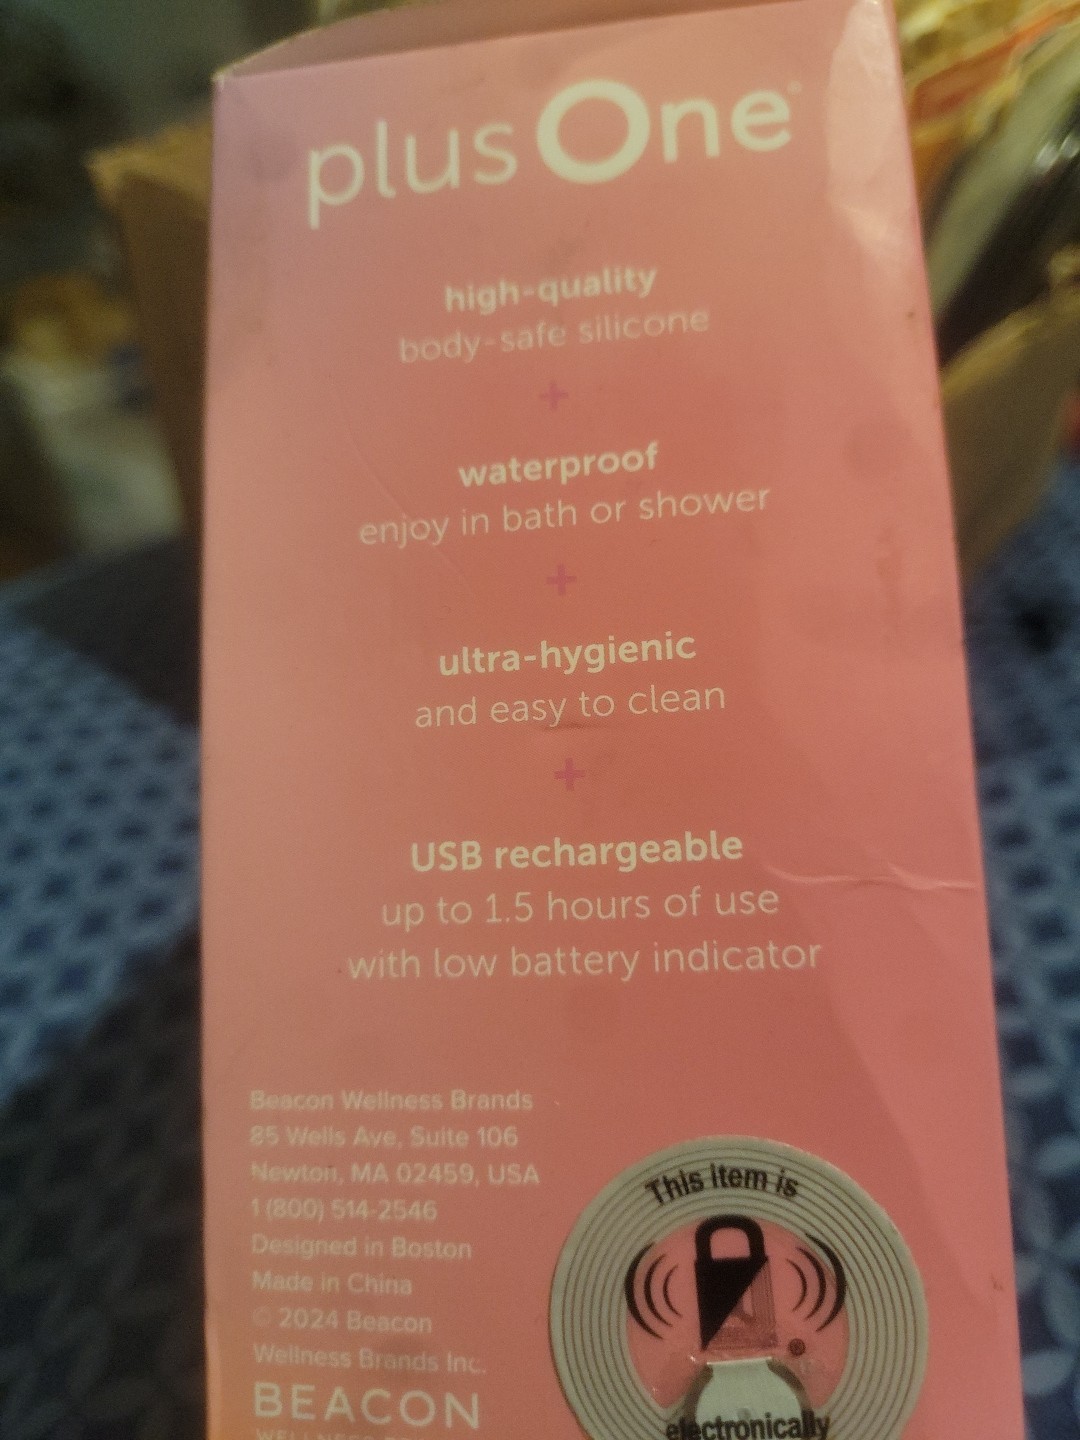 plusOne®
high-quality
body-safe silicone
+
waterproof
enjoy in bath or shower
+
ultra-hygienic
and easy to clean
+
USB rechargeable
up to 1.5 hours of use
with low battery indicator
Beacon Wellness Brands
85 Wells Ave, Suite 106
Newton, MA 02459, USA
1 (800) 514-2546
Designed in Boston
Made in China
© 2024 Beacon
Wellness Brands Inc.
BEACON
This item is
electronically